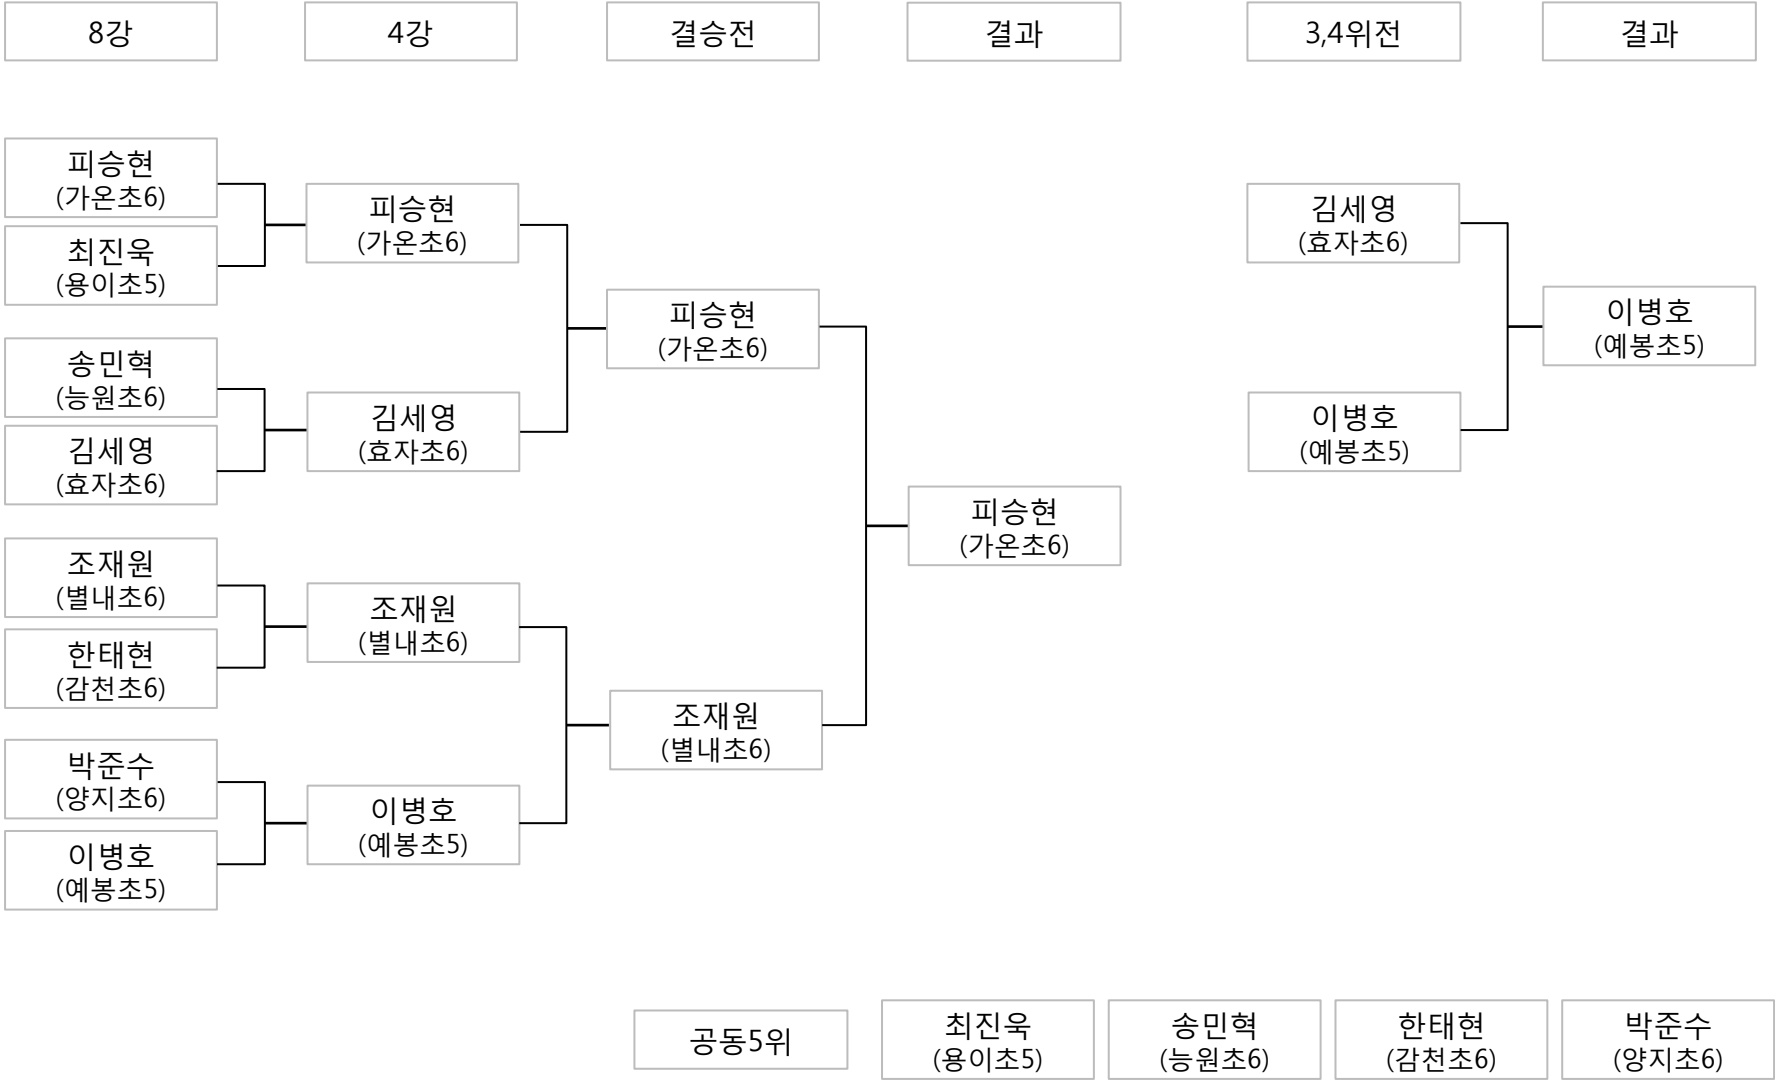 8강
4강
결승전
결과
3,4위전
결과
피승현
(가온초6)
최진욱
(용이초5)
송민혁
(능원초6)
김세영
(효자초6)
조재원
(별내초6)
한태현
(감천초6)
박준수
(양지초6)
이병호
(예봉초5)
피승현
(가온초6)
김세영
(효자초6)
조재원
(별내초6)
이병호
(예봉초5)
피승현
(가온초6)
조재원
(별내초6)
피승현
(가온초6)
김세영
(효자초6)
이병호
(예봉초5)
이병호
(예봉초5)
공동5위
최진욱
(용이초5)
송민혁
(능원초6)
한태현
(감천초6)
박준수
(양지초6)